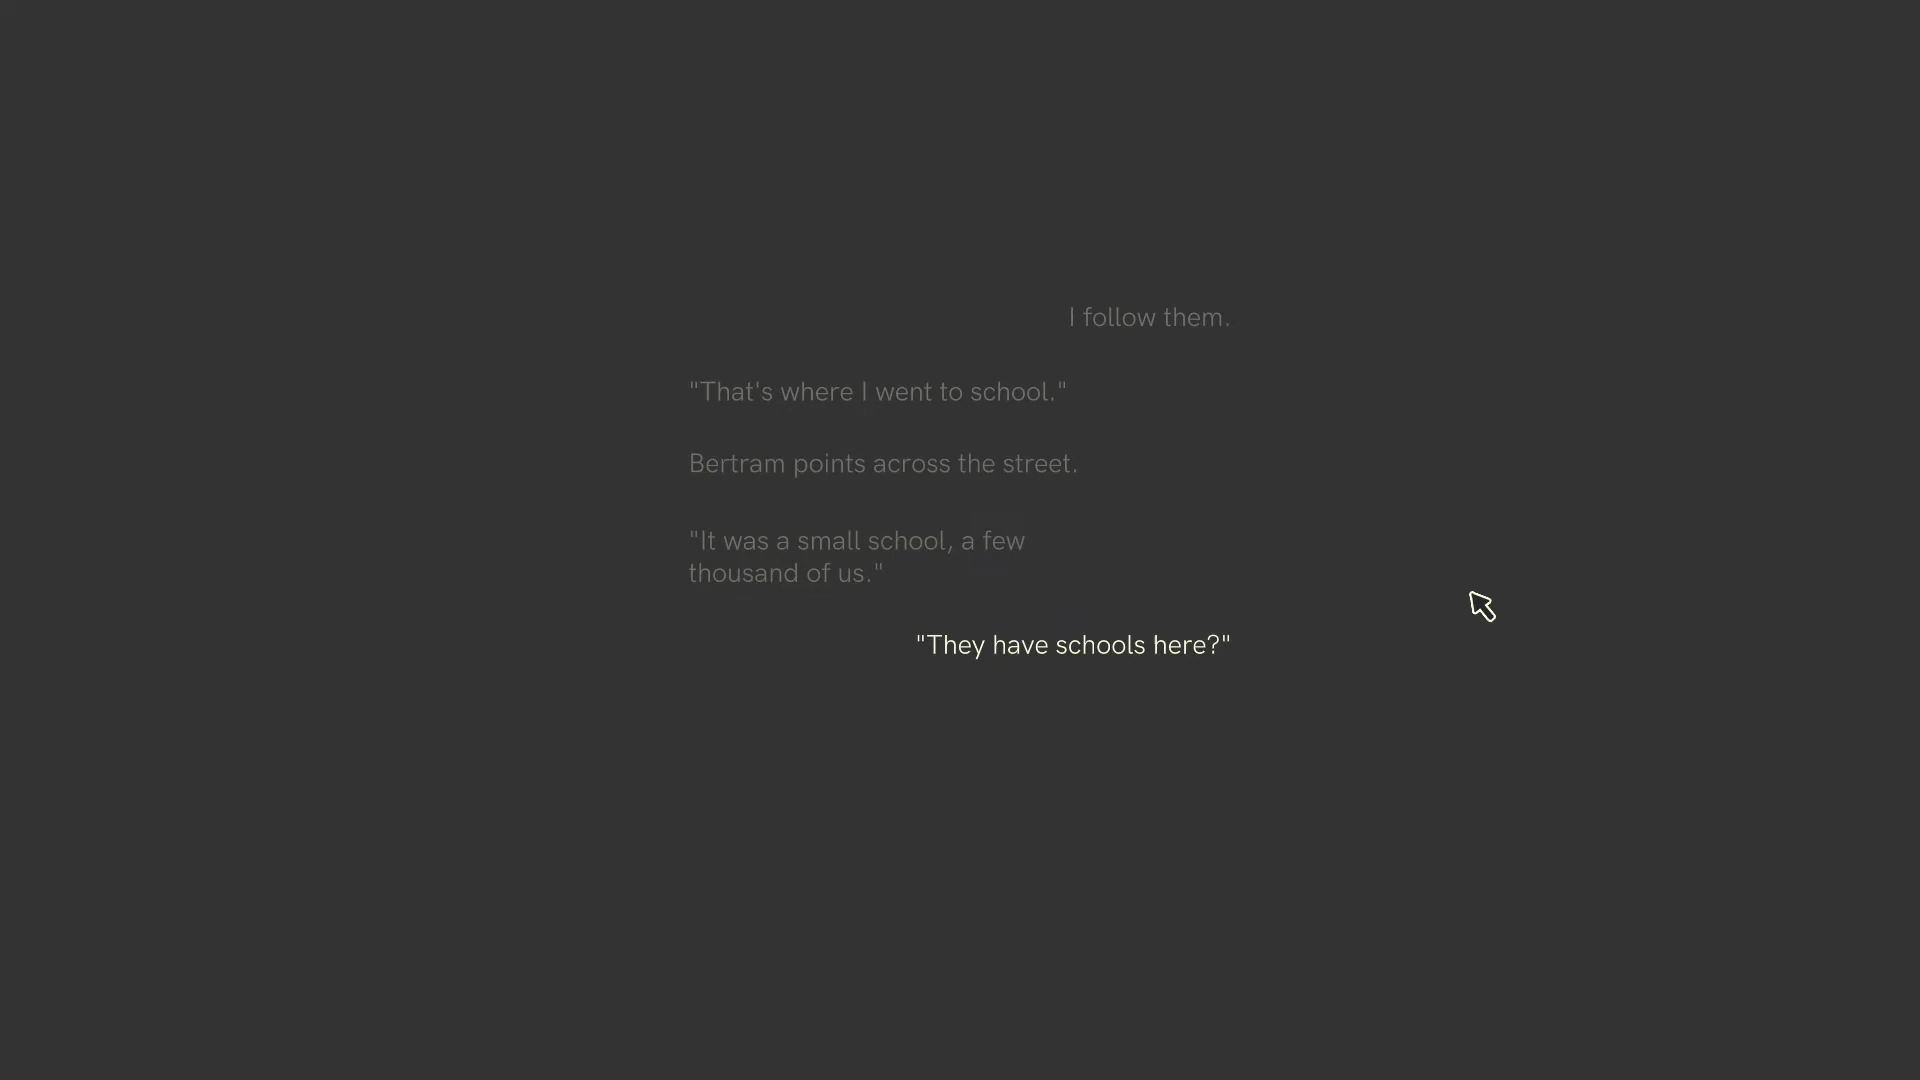 I follow them.
"That's where I went to school."
Bertram points across the street.
"It was a small school, a few
thousand of us."
"They have schools here?"